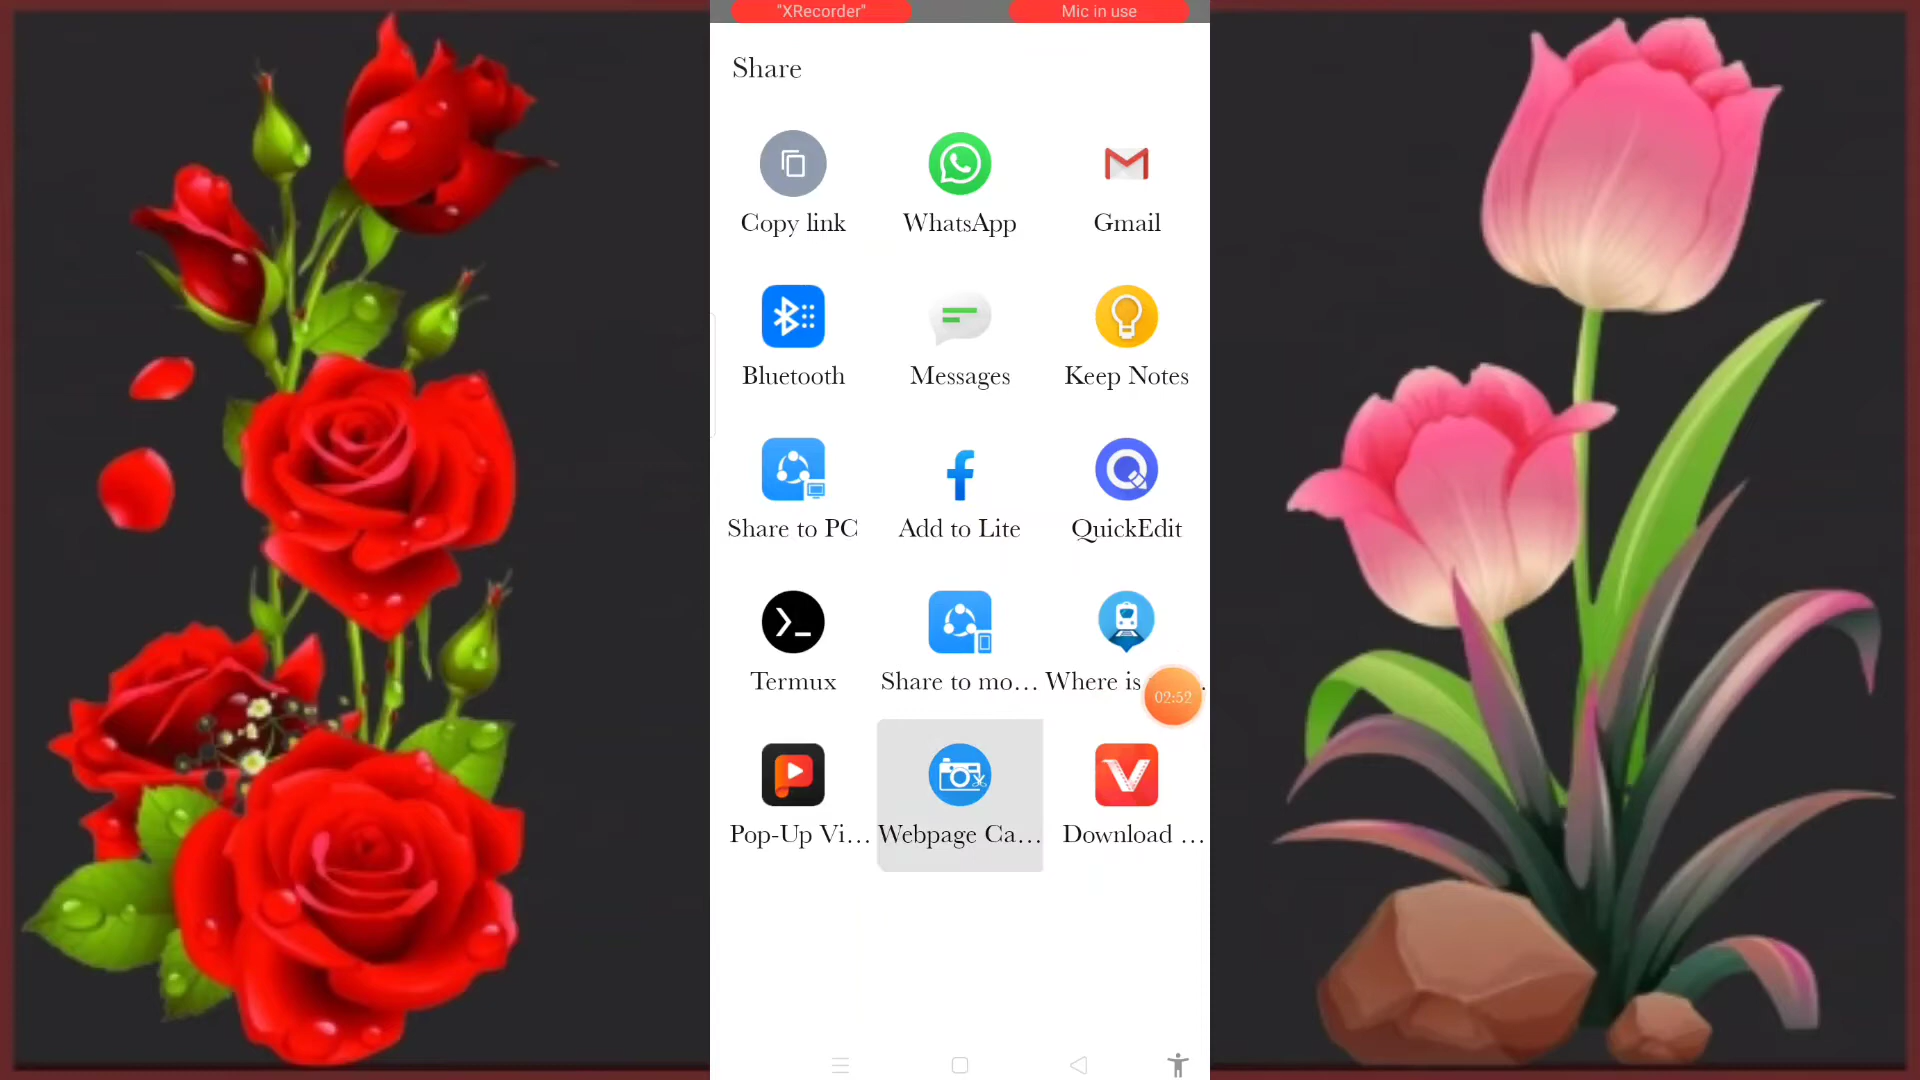 "XRecorder" Mic in use
Share
Copy link WhatsApp Gmail
Bluetooth Messages Keep Notes
Share to PC Add to Lite QuickEdit
Termux Share to mo... Where is
02:52
Pop-Up Vi... Webpage Ca... Download ...